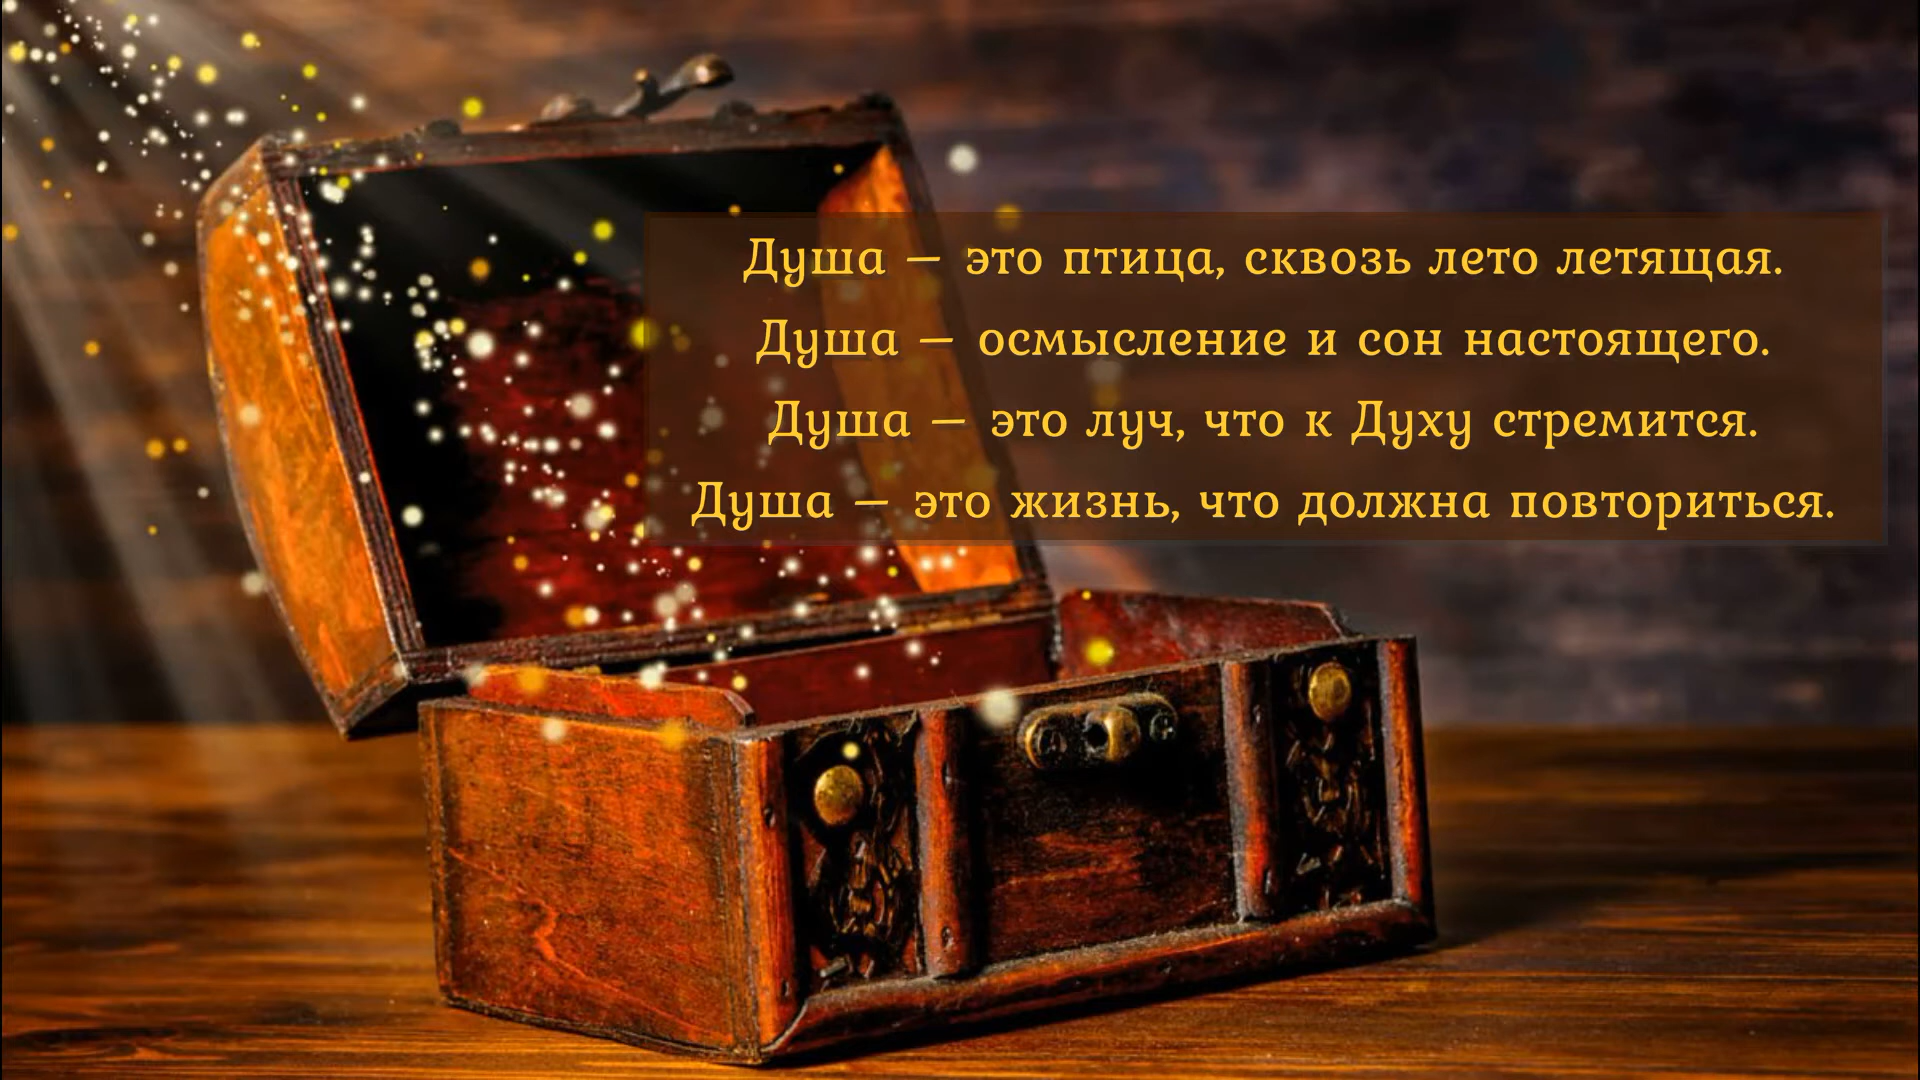 Душа — это птица, сквозь лето летящая.
Душа — осмысление и сон настоящего.
Душа — это луч, что к Духу стремится.
Душа — это жизнь, что должна повториться.